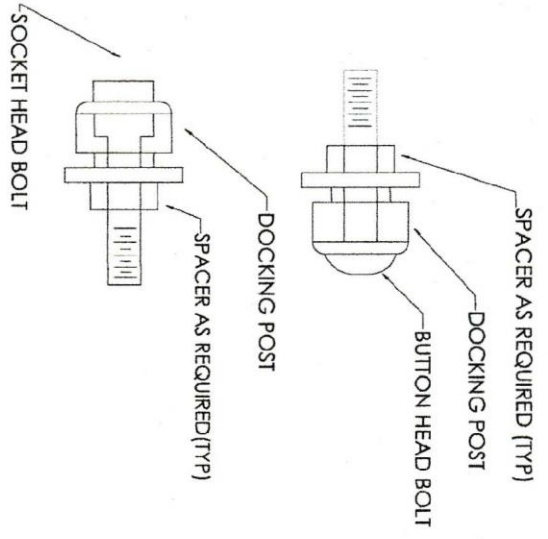 SPACER AS REQUIRED (TYP)
DOCKING POST
BUTTON HEAD BOLT
DOCKING POST
SPACER AS REQUIRED(TYP)
SOCKET HEAD BOLT